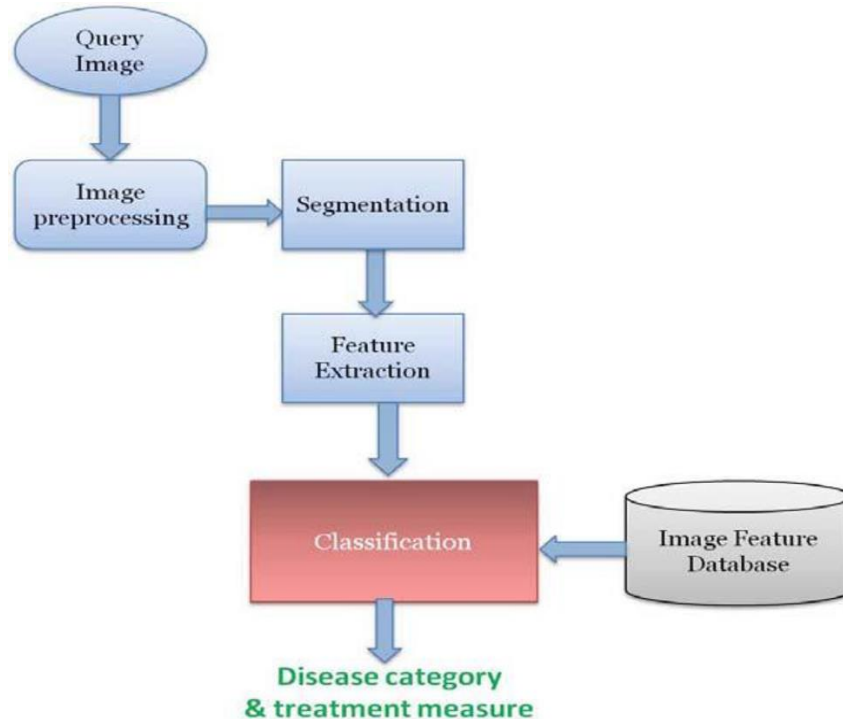 Query
Image
Image
preprocessing
Segmentation
Feature
Extraction
Classification
Image Feature
Database
Disease category
& treatment measure